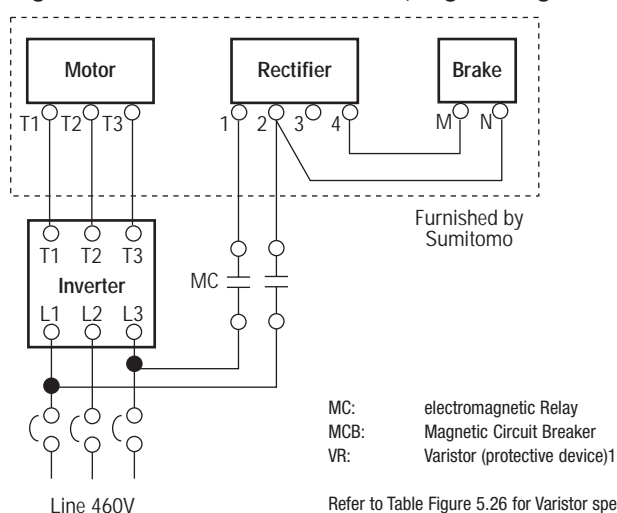 Motor Rectifier Brake
T1 T2 T3 1 2 3 4 M N
Furnished by
Sumitomo
T1 T2 T3
Inverter
MC
L1 L2 L3
MC: electromagnetic Relay
MCB: Magnetic Circuit Breaker
VR: Varistor (protective device)1
Line 460V
Refer to Table Figure 5.26 for Varistor spe